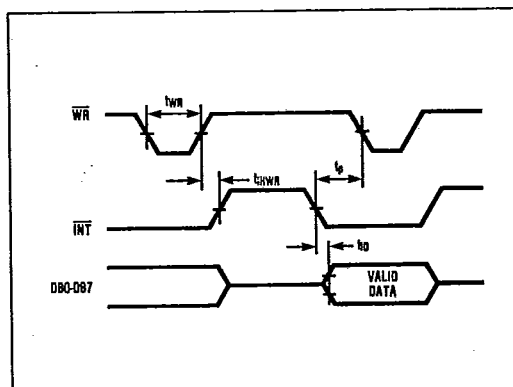 tWR
WR
tIHWR
tP
INT
tID
DB0-DB7
VALID
DATA